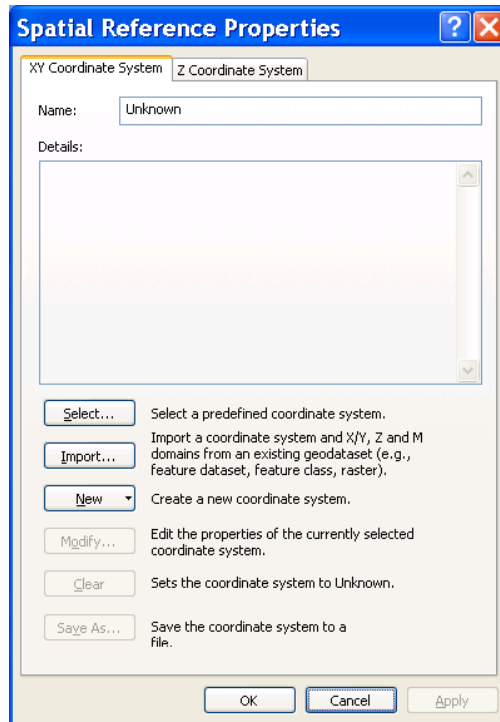 Spatial Reference Properties
XY Coordinate System
Z Coordinate System
Name:
Unknown
Details:
Select...
Select a predefined coordinate system.
Import...
Import a coordinate system and X/Y, Z and M
domains from an existing geodataset (e.g.,
feature dataset, feature class, raster).
New
Create a new coordinate system.
Modify...
Edit the properties of the currently selected
coordinate system.
Clear
Sets the coordinate system to Unknown.
Save As...
Save the coordinate system to a
file.
OK
Cancel
Apply